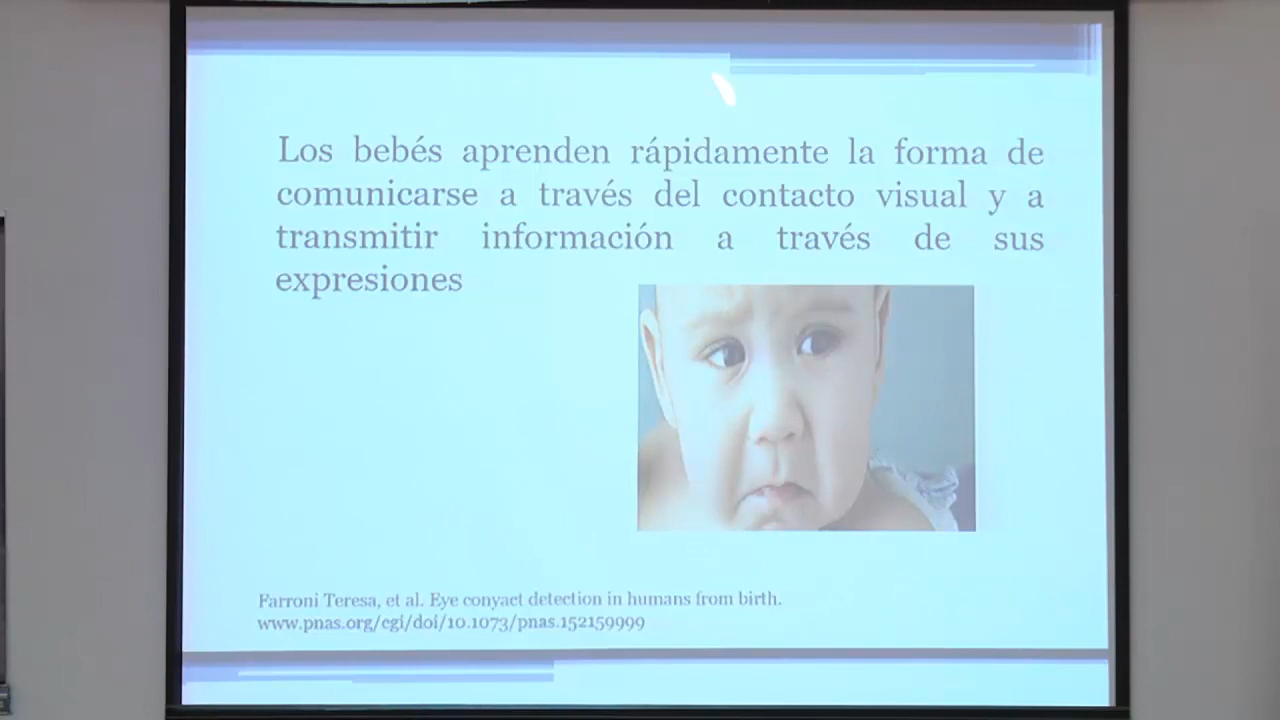 Los bebés aprenden rápidamente la forma de
comunicarse a través del contacto visual y a
transmitir información a través de sus
expresiones
Farroni Teresa, et al. Eye conyact detection in humans from birth.
www.pnas.org/cgi/doi/10.1073/pnas.152159999